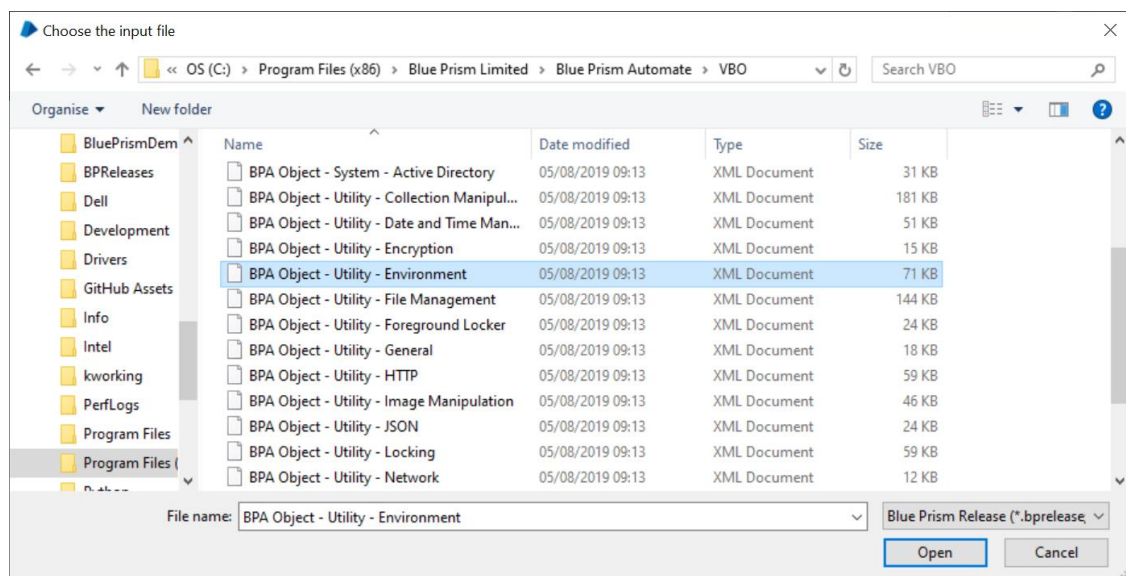 Choose the input file
« OS (C:) › Program Files (x86) › Blue Prism Limited › Blue Prism Automate › VBO Search VBO
Organise New folder
BluePrismDem
BPReleases
Dell
Development
Drivers
GitHub Assets
Info
Intel
kworking
PerfLogs
Program Files
Program Files (
Name Date modified Type Size
BPA Object - System - Active Directory 05/08/2019 09:13 XML Document 31 KB
BPA Object - Utility - Collection Manipul... 05/08/2019 09:13 XML Document 181 KB
BPA Object - Utility - Date and Time Man... 05/08/2019 09:13 XML Document 51 KB
BPA Object - Utility - Encryption 05/08/2019 09:13 XML Document 15 KB
BPA Object - Utility - Environment 05/08/2019 09:13 XML Document 71 KB
BPA Object - Utility - File Management 05/08/2019 09:13 XML Document 144 KB
BPA Object - Utility - Foreground Locker 05/08/2019 09:13 XML Document 24 KB
BPA Object - Utility - General 05/08/2019 09:13 XML Document 18 KB
BPA Object - Utility - HTTP 05/08/2019 09:13 XML Document 59 KB
BPA Object - Utility - Image Manipulation 05/08/2019 09:13 XML Document 46 KB
BPA Object - Utility - JSON 05/08/2019 09:13 XML Document 24 KB
BPA Object - Utility - Locking 05/08/2019 09:13 XML Document 59 KB
BPA Object - Utility - Network 05/08/2019 09:13 XML Document 12 KB
File name: BPA Object - Utility - Environment Blue Prism Release (*.bprelease,
Open Cancel